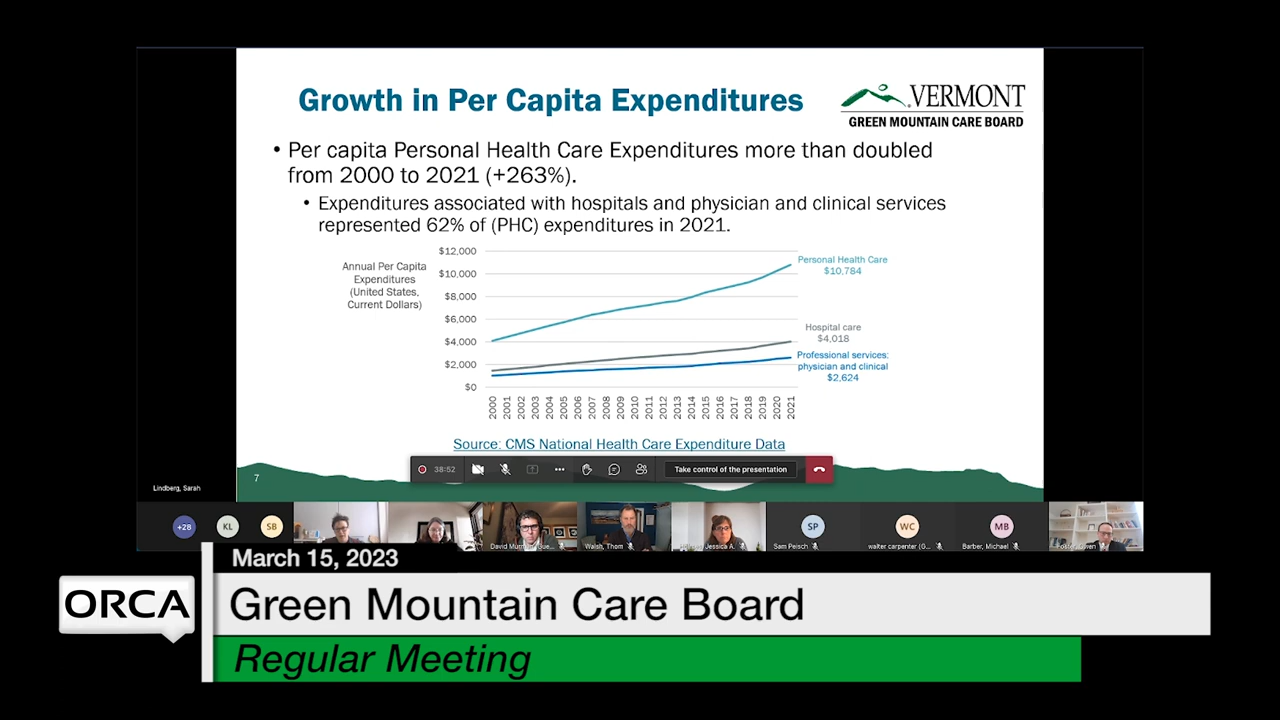 Growth in Per Capita Expenditures
VERMONT
GREEN MOUNTAIN CARE BOARD
• Per capita Personal Health Care Expenditures more than doubled
from 2000 to 2021 (+263%).
• Expenditures associated with hospitals and physician and clinical services
represented 62% of (PHC) expenditures in 2021.
Annual Per Capita
Expenditures
(United States,
Current Dollars)
$12,000
$10,000
$8,000
$6,000
$4,000
$2,000
$0
Personal Health Care
$10,784
Hospital care
$4,018
Professional services:
physician and clinical
$2,624
2000 2001 2002 2003 2004 2005 2006 2007 2008 2009 2010 2011 2012 2013 2014 2015 2016 2017 2018 2019 2020 2021
Source: CMS National Health Care Expenditure Data
38:52
Take control of the presentation
7
Lindberg, Sarah
+28
KL
SB
David Murman (Gue...
Walsh, Thom
Jessica A.
SP
Sam Peisch
WC
walter carpenter (G...
MB
Barber, Michael
Foster, Owen
March 15, 2023
ORCA
Green Mountain Care Board
Regular Meeting